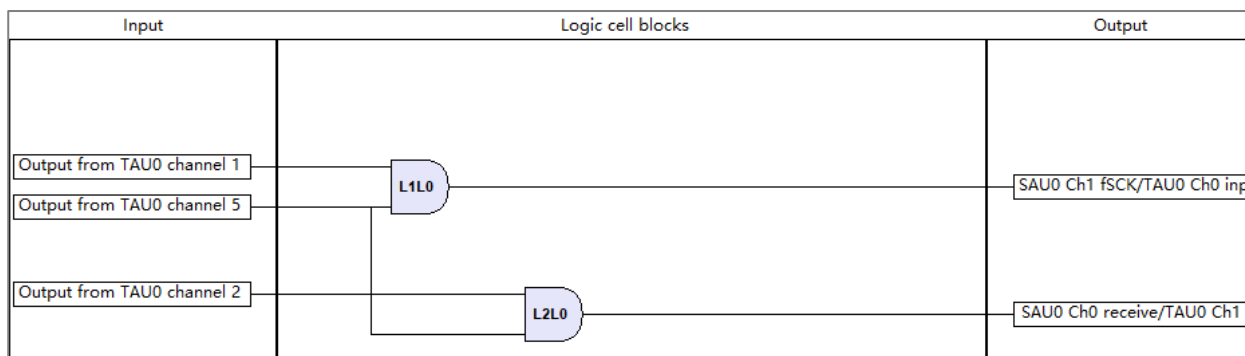 Input
Logic cell blocks
Output
Output from TAU0 channel 1
L1L0
SAU0 Ch1 fSCK/TAU0 Ch0 inp
Output from TAU0 channel 5
Output from TAU0 channel 2
L2L0
SAU0 Ch0 receive/TAU0 Ch1